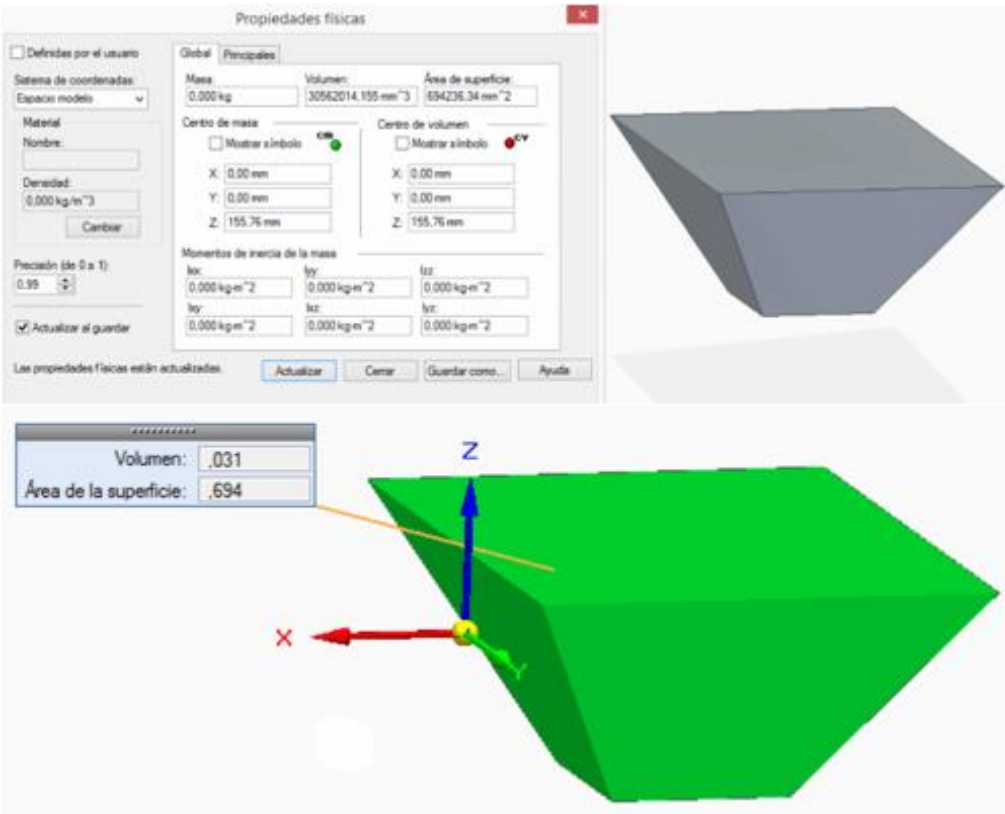 Propiedades físicas
Definidas por el usuario
Sistema de coordenadas:
Espacio modelo
Material
Nombre:
Densidad:
0,000 kg/m^3
Cambiar
Precisión (de 0 a 1):
0.99
Actualizar al guardar
Global Principales
Masa: Volumen: Área de superficie:
0,000 kg 30562014,155 mm^3 694236,34 mm^2
Centro de masa
Mostrar símbolo
X: 0,00 mm
Y: 0,00 mm
Z: 155,76 mm
Centro de volumen
Mostrar símbolo
X: 0,00 mm
Y: 0,00 mm
Z: 155,76 mm
Momentos de inercia de la masa
Ixx: Iyy: Izz:
0,000 kg-m^2 0,000 kg-m^2 0,000 kg-m^2
Ixy: Ixz: Iyz:
0,000 kg-m^2 0,000 kg-m^2 0,000 kg-m^2
Las propiedades físicas están actualizadas.
Actualizar Cerrar Guardar como... Ayuda
Volumen: ,031
Área de la superficie: ,694
Z
X
Y